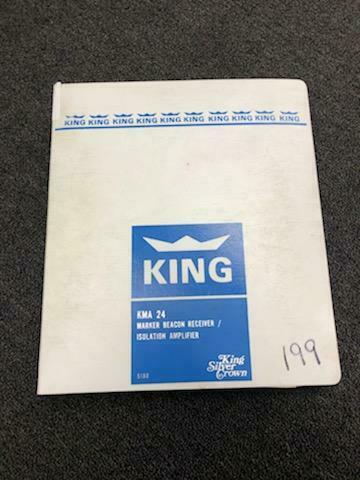 KING KING KING KING KING KING KING KING KING KING
KING
KMA 24
MARKER BEACON RECEIVER /
ISOLATION AMPLIFIER
King
Silver
Crown
199